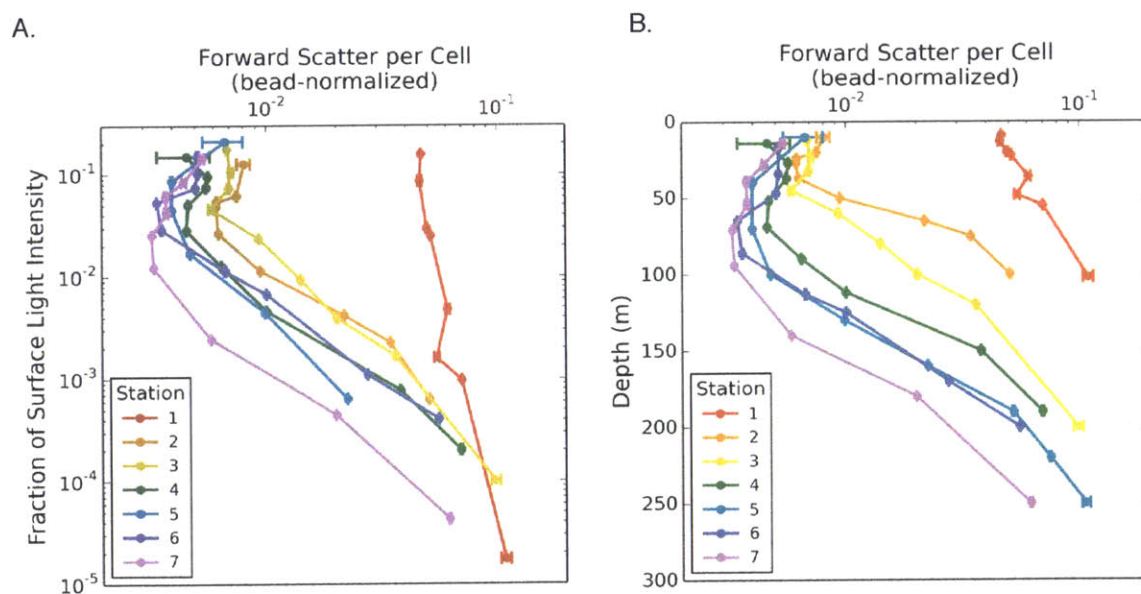 A.
Forward Scatter per Cell
(bead-normalized)
10⁻² 10⁻¹
10⁻¹
10⁻²
10⁻³
10⁻⁴
10⁻⁵
Fraction of Surface Light Intensity
Station
1
2
3
4
5
6
7
B.
Forward Scatter per Cell
(bead-normalized)
10⁻² 10⁻¹
0
50
100
150
200
250
300
Depth (m)
Station
1
2
3
4
5
6
7